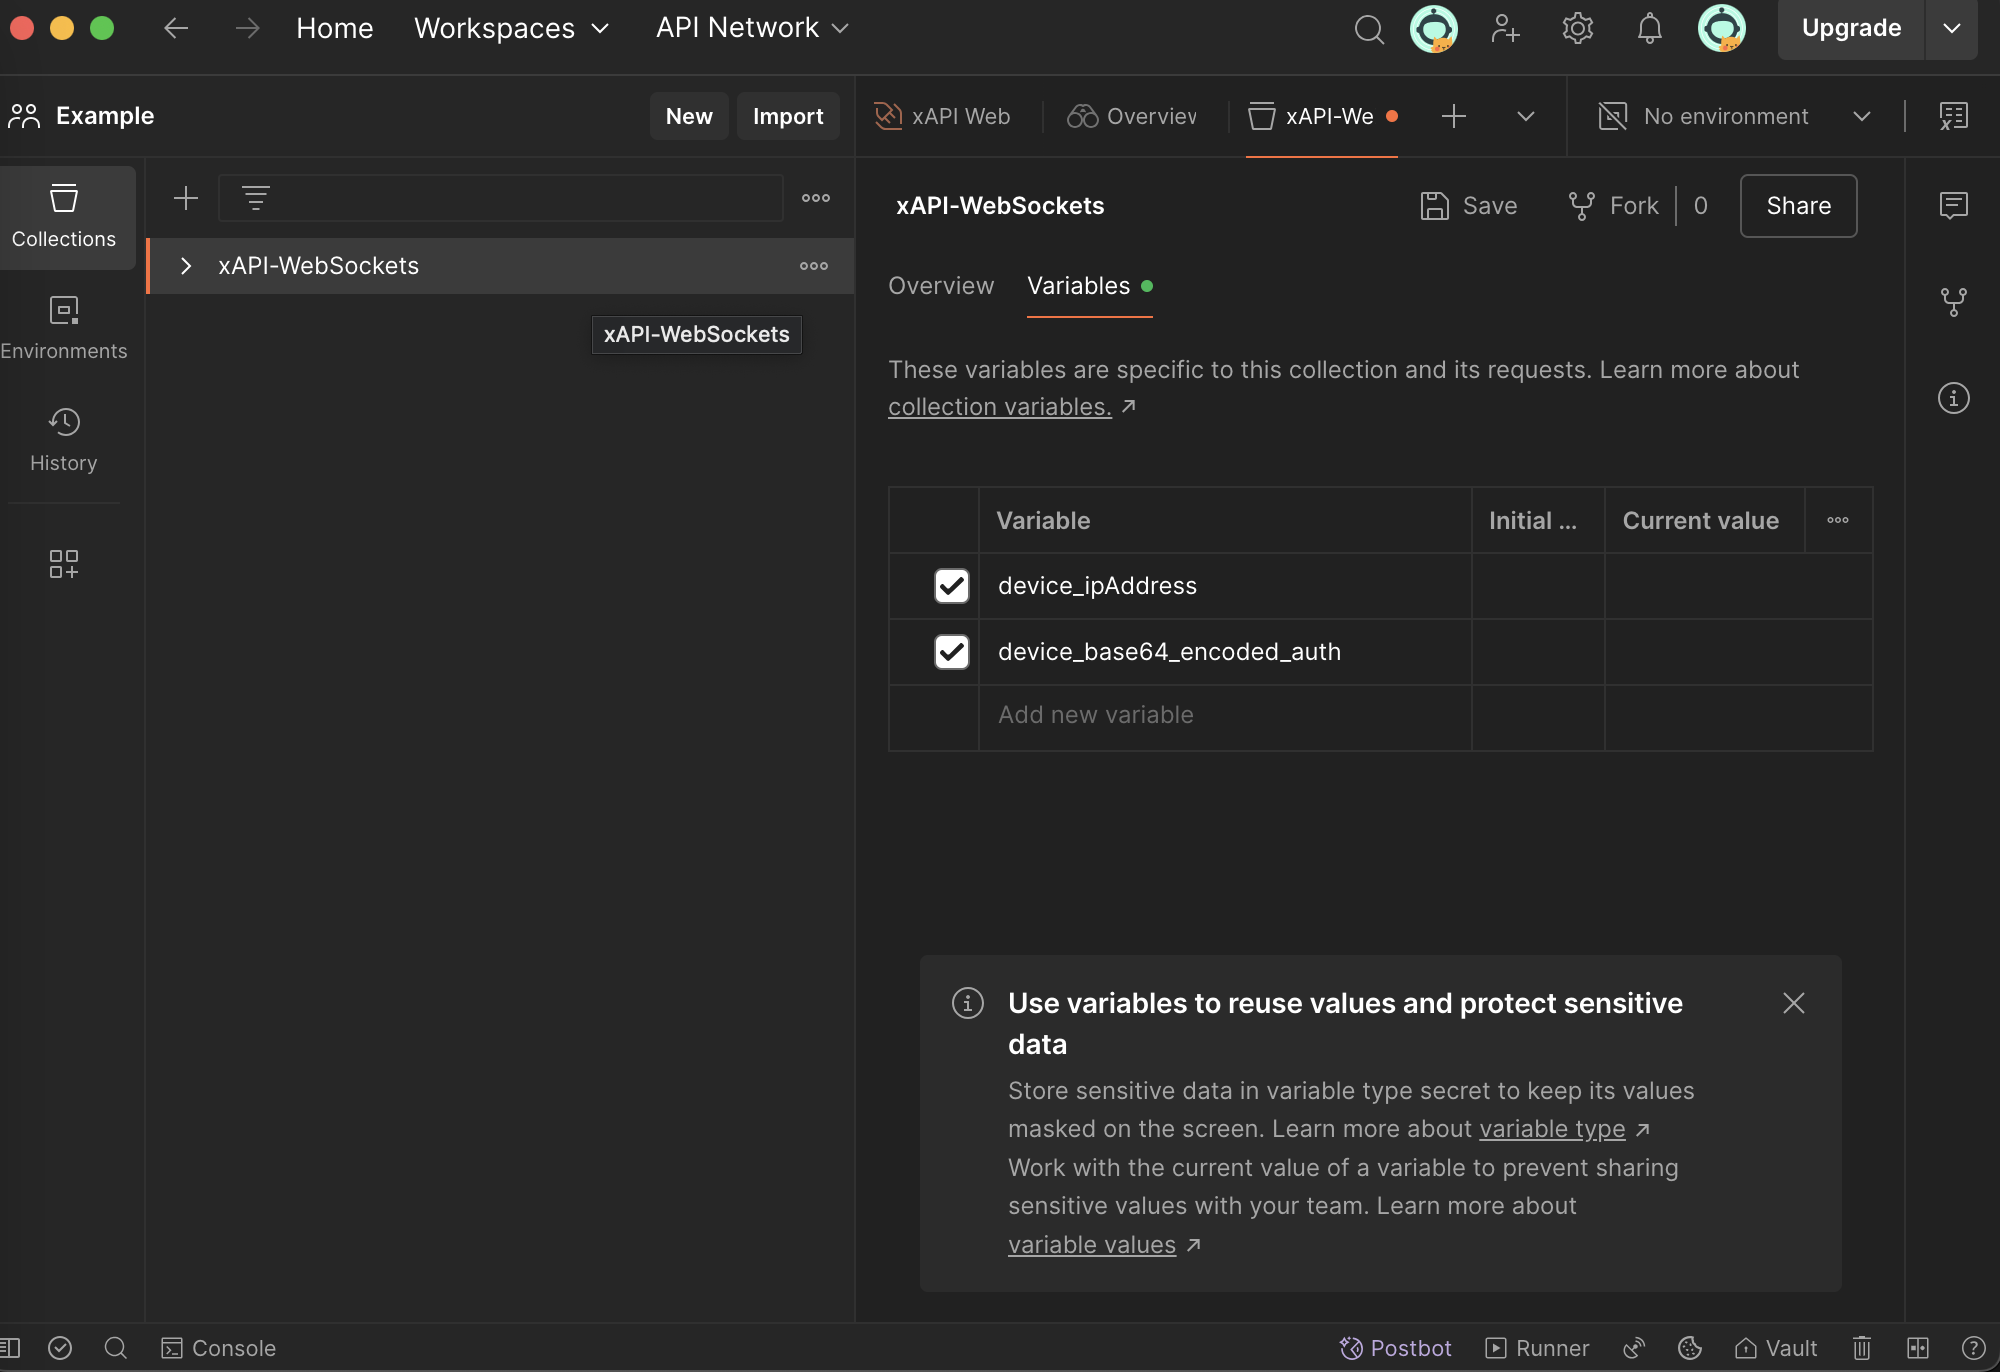 Home Workspaces API Network Upgrade
Example New Import xAPI Web Overview xAPI-We No environment
Collections
Environments
History
xAPI-WebSockets
xAPI-WebSockets
xAPI-WebSockets Save Fork 0 Share
Overview Variables
These variables are specific to this collection and its requests. Learn more about
collection variables. ↗
Variable Initial ... Current value
device_ipAddress
device_base64_encoded_auth
Add new variable
Use variables to reuse values and protect sensitive
data
Store sensitive data in variable type secret to keep its values
masked on the screen. Learn more about variable type ↗
Work with the current value of a variable to prevent sharing
sensitive values with your team. Learn more about
variable values ↗
Console Postbot Runner Vault